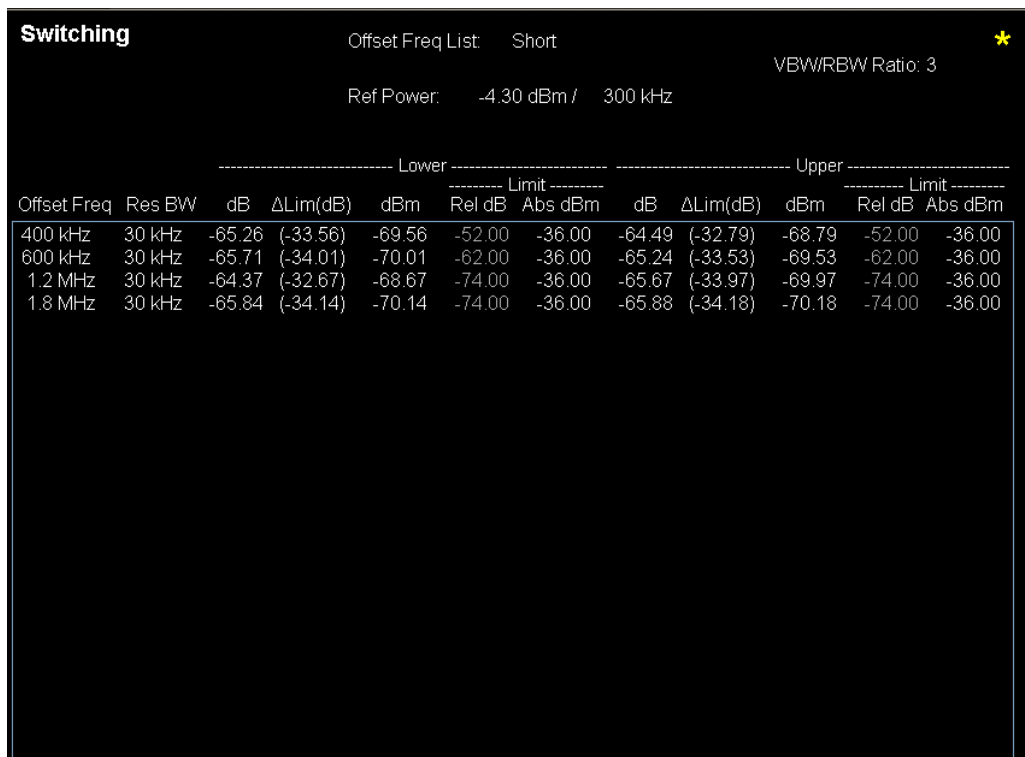 Switching
Offset Freq List: Short
*
VBW/RBW Ratio: 3
Ref Power: -4.30 dBm / 300 kHz
----------------------------- Lower -------------------------- ----------------------------- Upper ---------------------------
--------- Limit --------- ---------- Limit ---------
Offset Freq Res BW dB ΔLim(dB) dBm Rel dB Abs dBm dB ΔLim(dB) dBm Rel dB Abs dBm
400 kHz 30 kHz -65.26 (-33.56) -69.56 -52.00 -36.00 -64.49 (-32.79) -68.79 -52.00 -36.00
600 kHz 30 kHz -65.71 (-34.01) -70.01 -62.00 -36.00 -65.24 (-33.53) -69.53 -62.00 -36.00
1.2 MHz 30 kHz -64.37 (-32.67) -68.67 -74.00 -36.00 -65.67 (-33.97) -69.97 -74.00 -36.00
1.8 MHz 30 kHz -65.84 (-34.14) -70.14 -74.00 -36.00 -65.88 (-34.18) -70.18 -74.00 -36.00